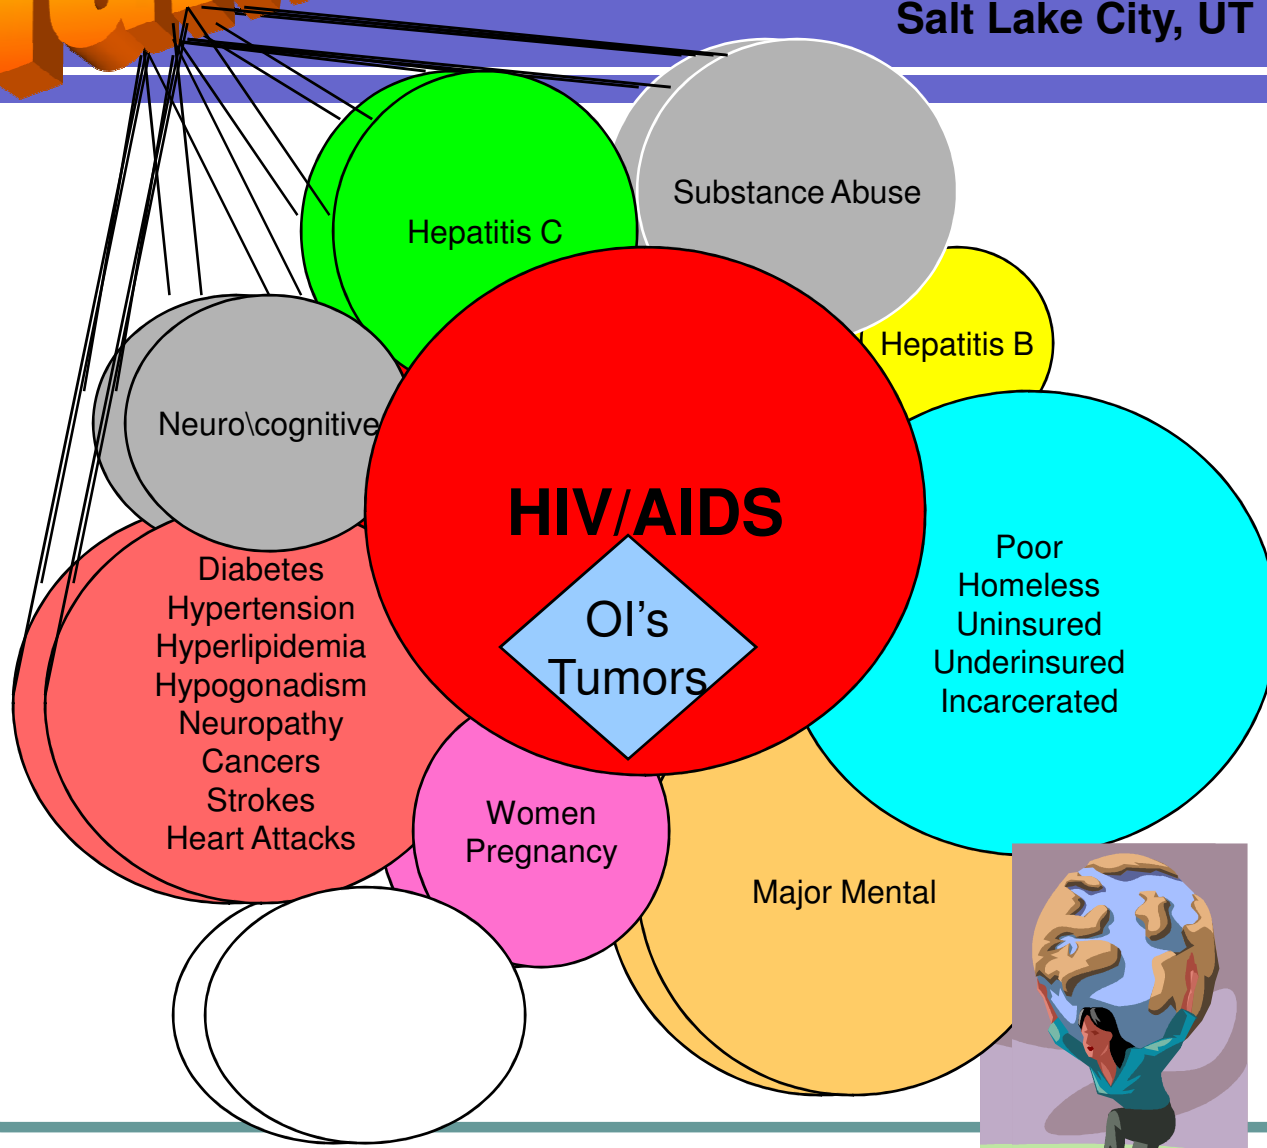 Salt Lake City, UT
Substance Abuse
Hepatitis C
Hepatitis B
Neuro\cognitive
HIV/AIDS
OI's
Tumors
Diabetes
Hypertension
Hyperlipidemia
Hypogonadism
Neuropathy
Cancers
Strokes
Heart Attacks
Poor
Homeless
Uninsured
Underinsured
Incarcerated
Women
Pregnancy
Major Mental